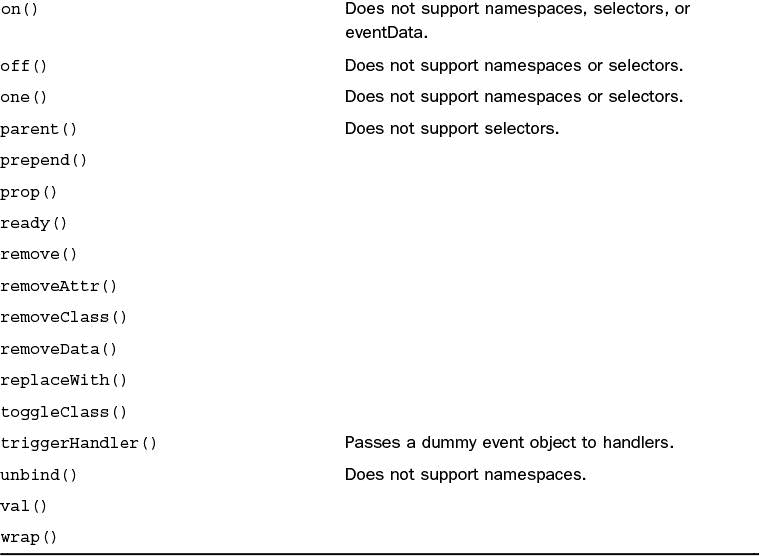 on() Does not support namespaces, selectors, or
eventData.
off() Does not support namespaces or selectors.
one() Does not support namespaces or selectors.
parent() Does not support selectors.
prepend()
prop()
ready()
remove()
removeAttr()
removeClass()
removeData()
replaceWith()
toggleClass()
triggerHandler() Passes a dummy event object to handlers.
unbind() Does not support namespaces.
val()
wrap()